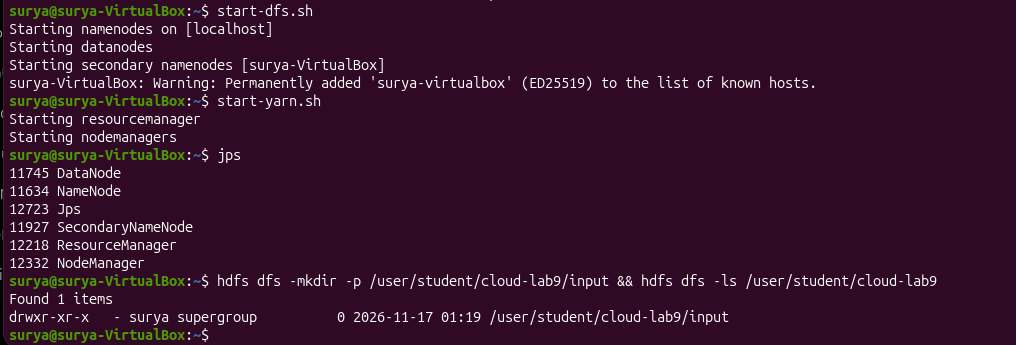 surya@surya-VirtualBox:~$ start-dfs.sh
Starting namenodes on [localhost]
Starting datanodes
Starting secondary namenodes [surya-VirtualBox]
surya-VirtualBox: Warning: Permanently added 'surya-virtualbox' (ED25519) to the list of known hosts.
surya@surya-VirtualBox:~$ start-yarn.sh
Starting resourcemanager
Starting nodemanagers
surya@surya-VirtualBox:~$ jps
11745 DataNode
11634 NameNode
12723 Jps
11927 SecondaryNameNode
12218 ResourceManager
12332 NodeManager
surya@surya-VirtualBox:~$ hdfs dfs -mkdir -p /user/student/cloud-lab9/input && hdfs dfs -ls /user/student/cloud-lab9
Found 1 items
drwxr-xr-x   - surya supergroup          0 2026-11-17 01:19 /user/student/cloud-lab9/input
surya@surya-VirtualBox:~$